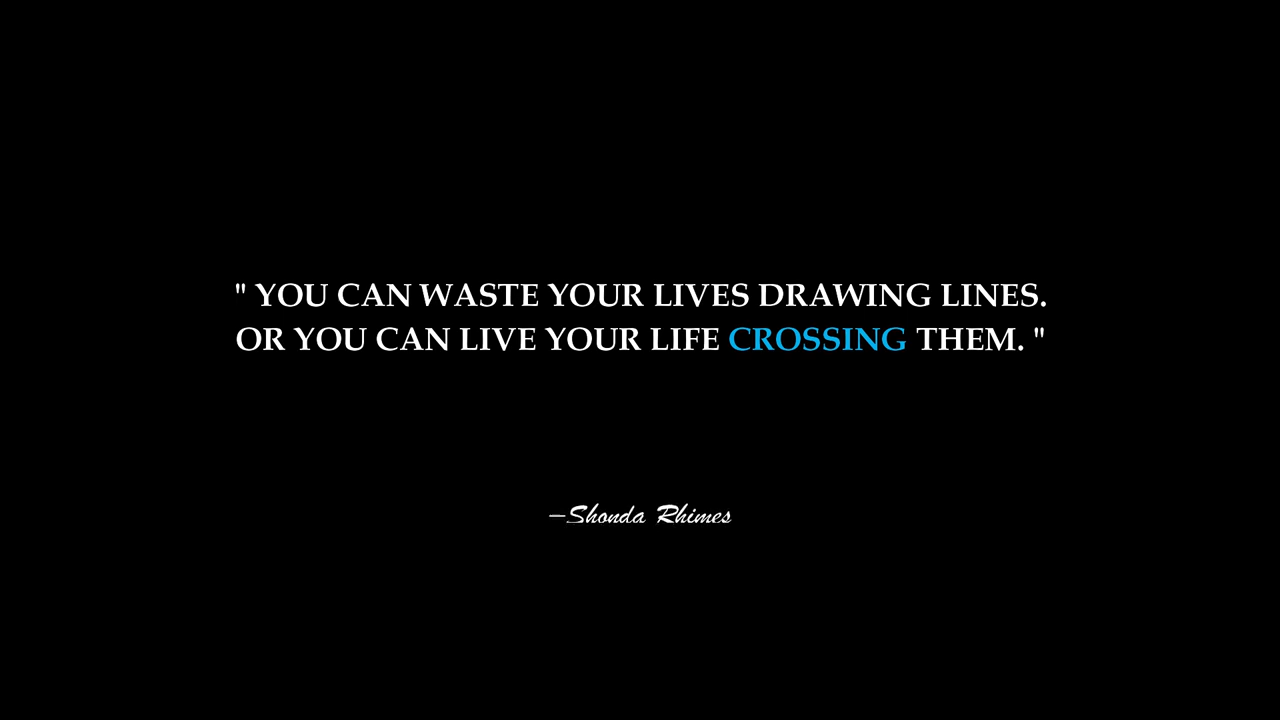 " YOU CAN WASTE YOUR LIVES DRAWING LINES.
OR YOU CAN LIVE YOUR LIFE CROSSING THEM. "
—Shonda Rhimes